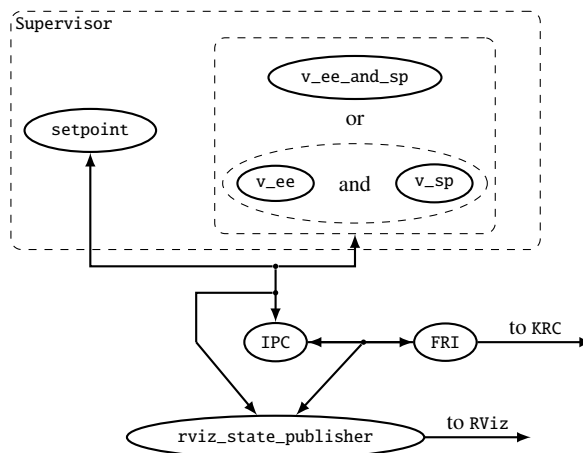 Supervisor
v_ee_and_sp
or
setpoint
v_ee and v_sp
IPC
FRI
to KRC
rviz_state_publisher
to RViz